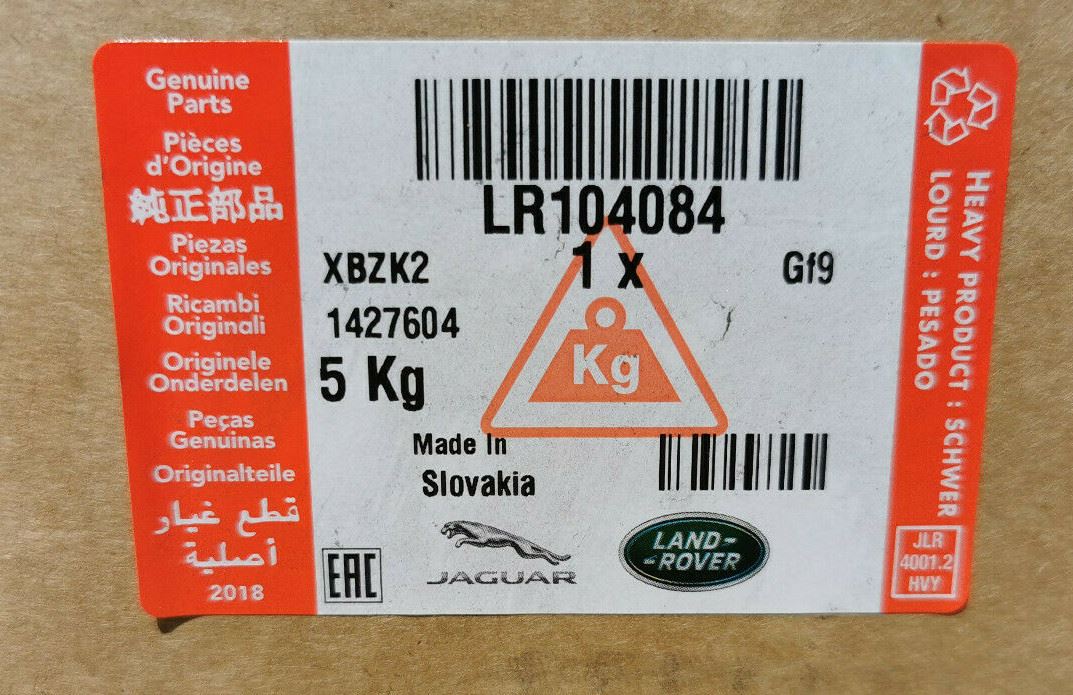 Genuine
Parts
Pièces
d'Origine
純正部品
Piezas
Originales
Ricambi
Originali
Originele
Onderdelen
Peças
Genuinas
Originalteile
قطع غيار
أصلية
2018
LR104084
XBZK2
1 x
Gf9
1427604
5 Kg
Kg
Made In
Slovakia
EAC
JAGUAR
LAND-
-ROVER
HEAVY PRODUCT : SCHWER
LOURD : PESADO
JLR
4001.2
HVY